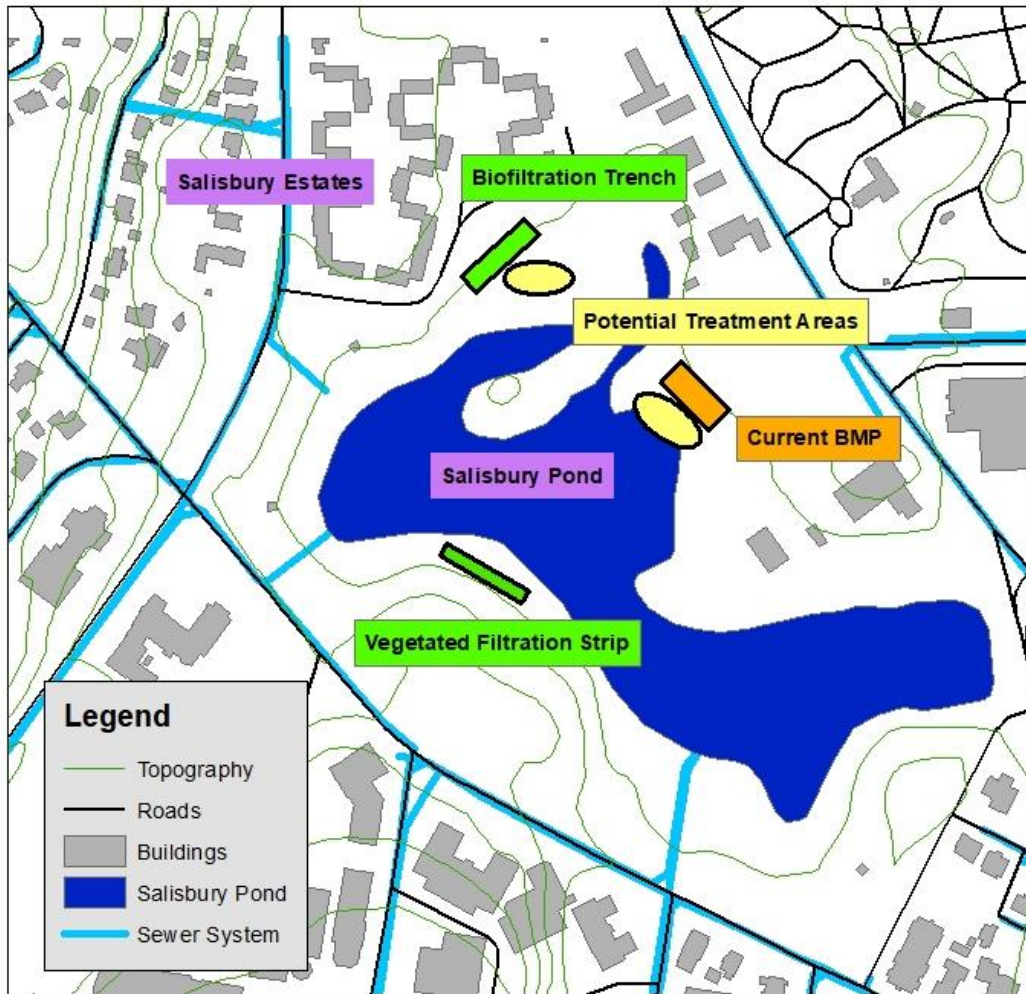 Salisbury Estates
Biofiltration Trench
Potential Treatment Areas
Current BMP
Salisbury Pond
Vegetated Filtration Strip
Legend
Topography
Roads
Buildings
Salisbury Pond
Sewer System